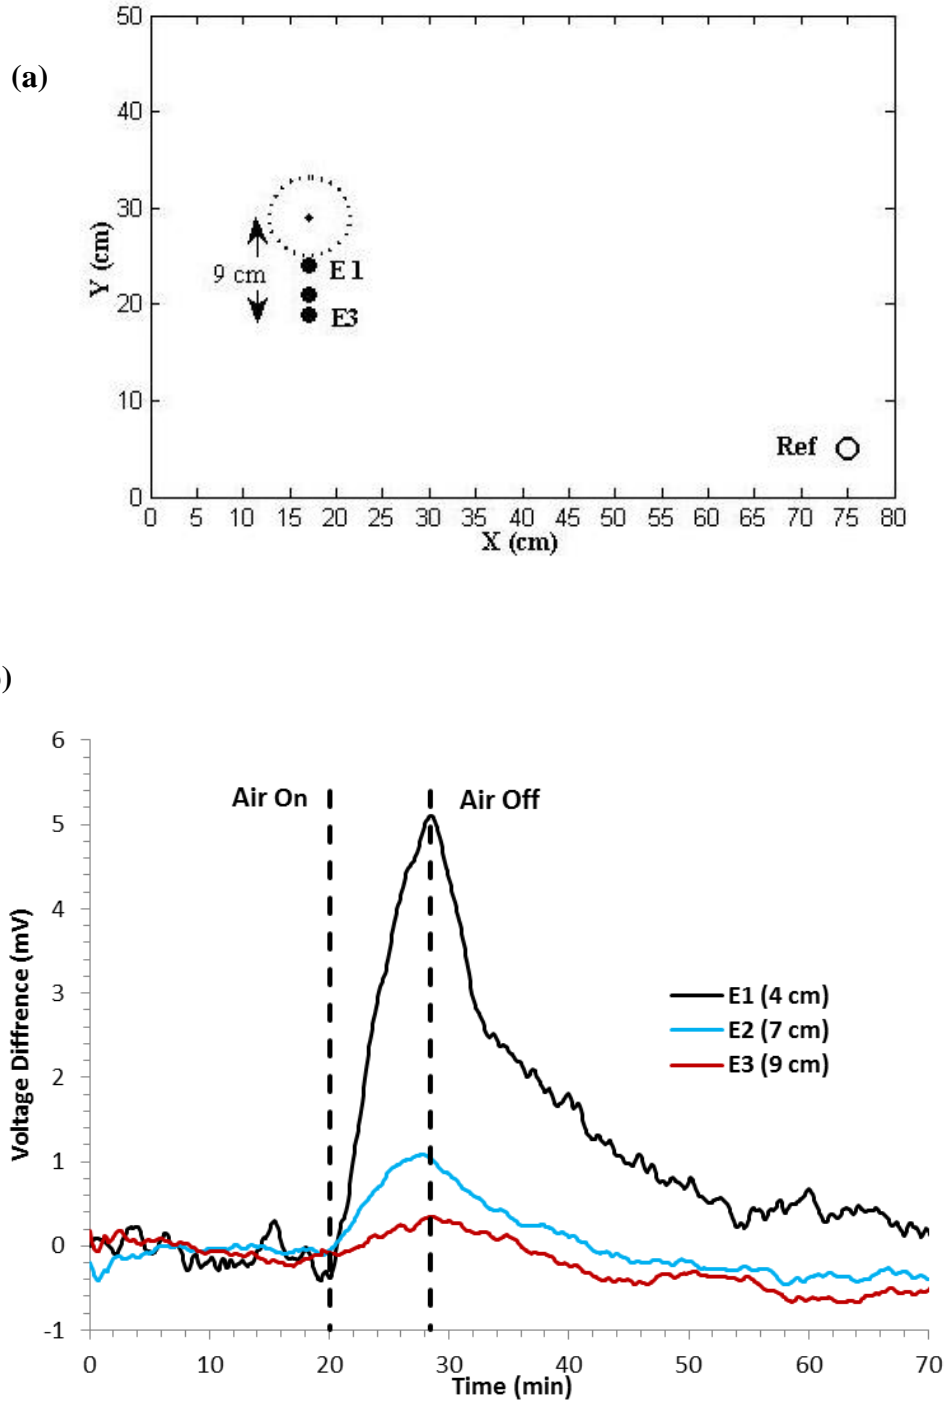 (a)
50
40
30
20
10
0
Y (cm)
9 cm
E1
E3
Ref
0 5 10 15 20 25 30 35 40 45 50 55 60 65 70 75 80
X (cm)
)
6
5
4
3
2
1
0
-1
Voltage Diffrence (mV)
Air On
Air Off
E1 (4 cm)
E2 (7 cm)
E3 (9 cm)
0 10 20 30 40 50 60 70
Time (min)